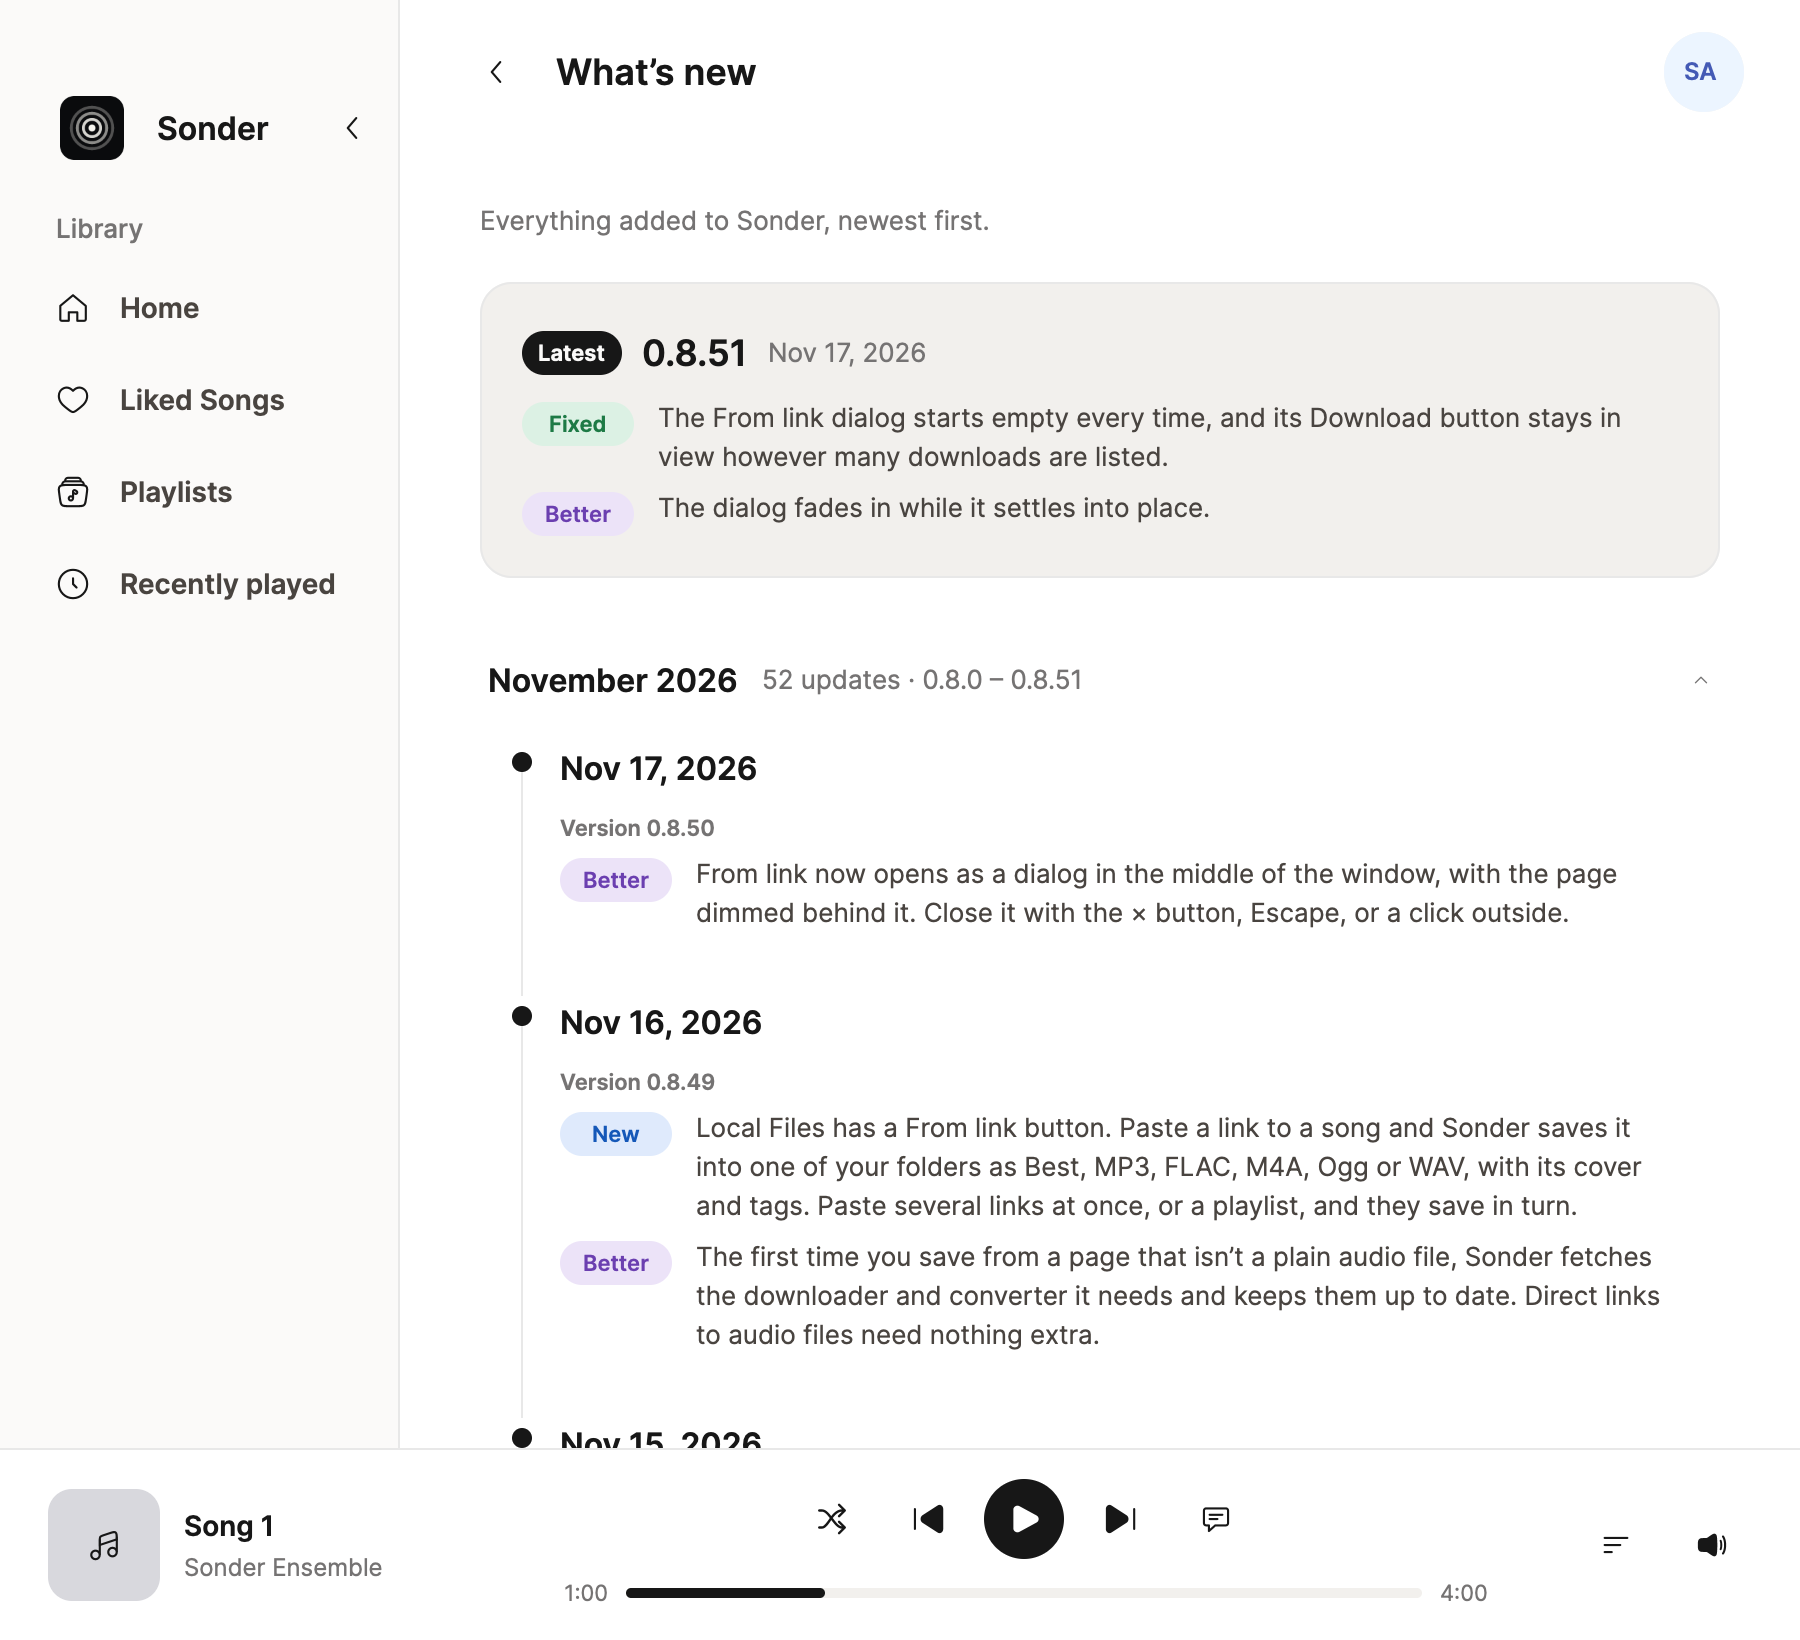 Sonder
Library
Home
Liked Songs
Playlists
Recently played
What’s new
SA
Everything added to Sonder, newest first.
Latest 0.8.51 Nov 17, 2026
Fixed The From link dialog starts empty every time, and its Download button stays in
view however many downloads are listed.
Better The dialog fades in while it settles into place.
November 2026 52 updates · 0.8.0 – 0.8.51
Nov 17, 2026
Version 0.8.50
Better From link now opens as a dialog in the middle of the window, with the page
dimmed behind it. Close it with the × button, Escape, or a click outside.
Nov 16, 2026
Version 0.8.49
New Local Files has a From link button. Paste a link to a song and Sonder saves it
into one of your folders as Best, MP3, FLAC, M4A, Ogg or WAV, with its cover
and tags. Paste several links at once, or a playlist, and they save in turn.
Better The first time you save from a page that isn’t a plain audio file, Sonder fetches
the downloader and converter it needs and keeps them up to date. Direct links
to audio files need nothing extra.
Nov 15, 2026
Song 1
Sonder Ensemble
1:00
4:00